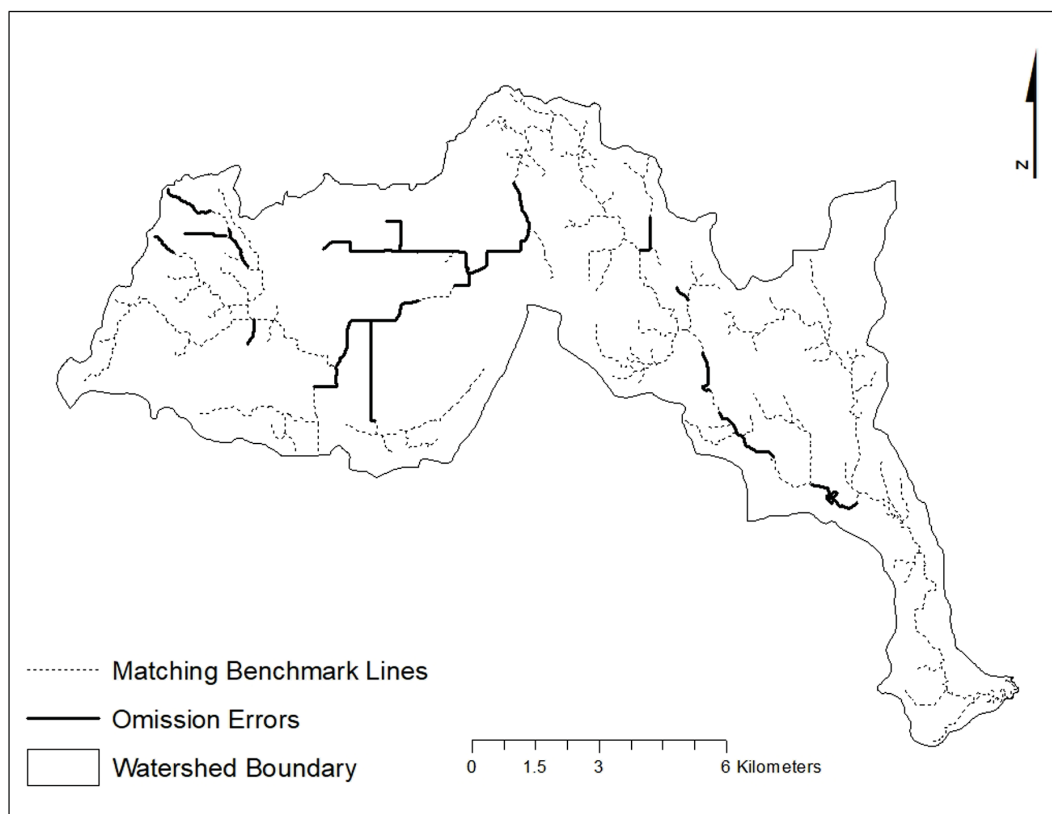 N
Matching Benchmark Lines
Omission Errors
Watershed Boundary
0 1.5 3 6 Kilometers